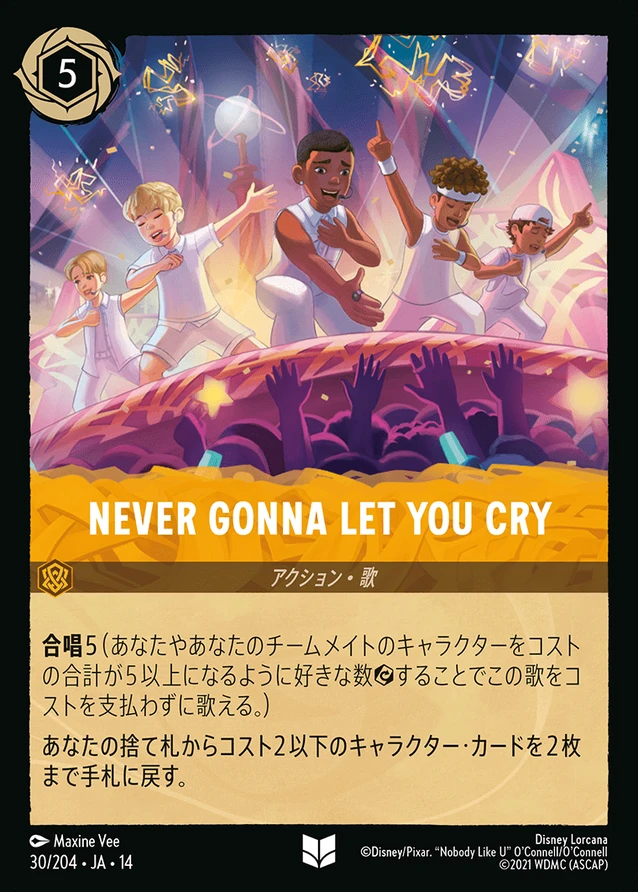 5
NEVER GONNA LET YOU CRY
アクション・歌
合唱5(あなたやあなたのチームメイトのキャラクターをコスト
の合計が5以上になるように好きな数することでこの歌をコ
ストを支払わずに歌える。)
あなたの捨て札からコスト2以下のキャラクター・カードを2枚
まで手札に戻す。
Maxine Vee
30/204 • JA • 14
Disney Lorcana
©Disney/Pixar. “Nobody Like U” O'Connell/O'Connell
©2021 WDMC (ASCAP)